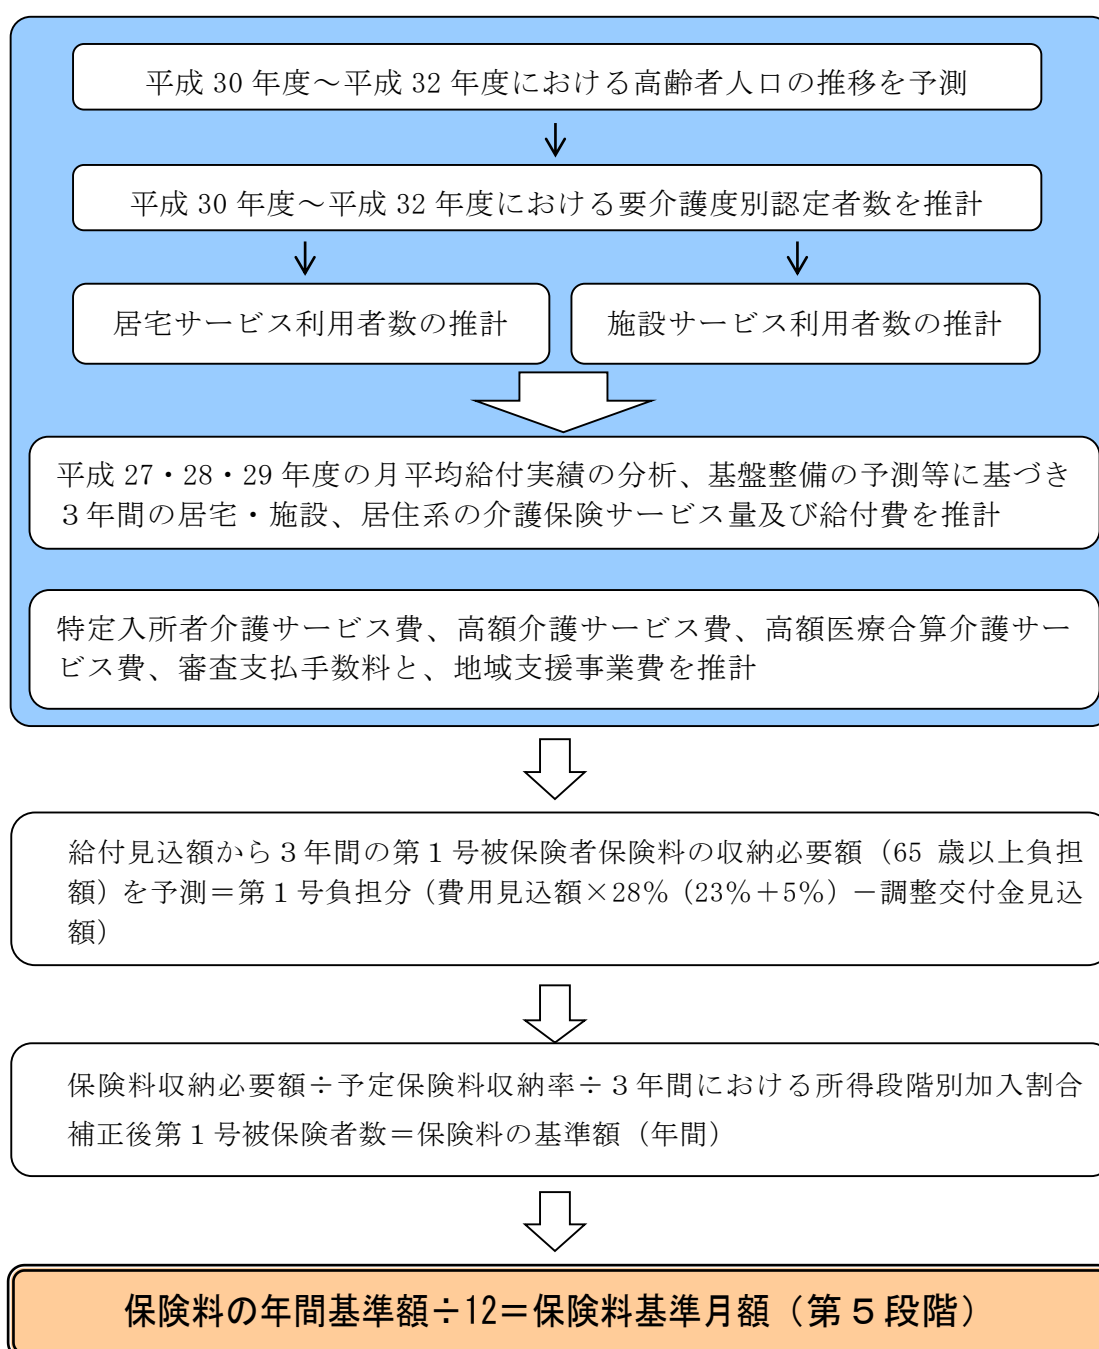 平成 30 年度～平成 32 年度における高齢者人口の推移を予測
平成 30 年度～平成 32 年度における要介護度別認定者数を推計
居宅サービス利用者数の推計
施設サービス利用者数の推計
平成 27・28・29 年度の月平均給付実績の分析、基盤整備の予測等に基づき
３年間の居宅・施設、居住系の介護保険サービス量及び給付費を推計
特定入所者介護サービス費、高額介護サービス費、高額医療合算介護サー
ビス費、審査支払手数料と、地域支援事業費を推計
給付見込額から３年間の第１号被保険者保険料の収納必要額（65 歳以上負担
額）を予測＝第１号負担分（費用見込額×28％（23％＋5％）－調整交付金見込
額）
保険料収納必要額÷予定保険料収納率÷３年間における所得段階別加入割合
補正後第１号被保険者数＝保険料の基準額（年間）
保険料の年間基準額÷12＝保険料基準月額（第５段階）